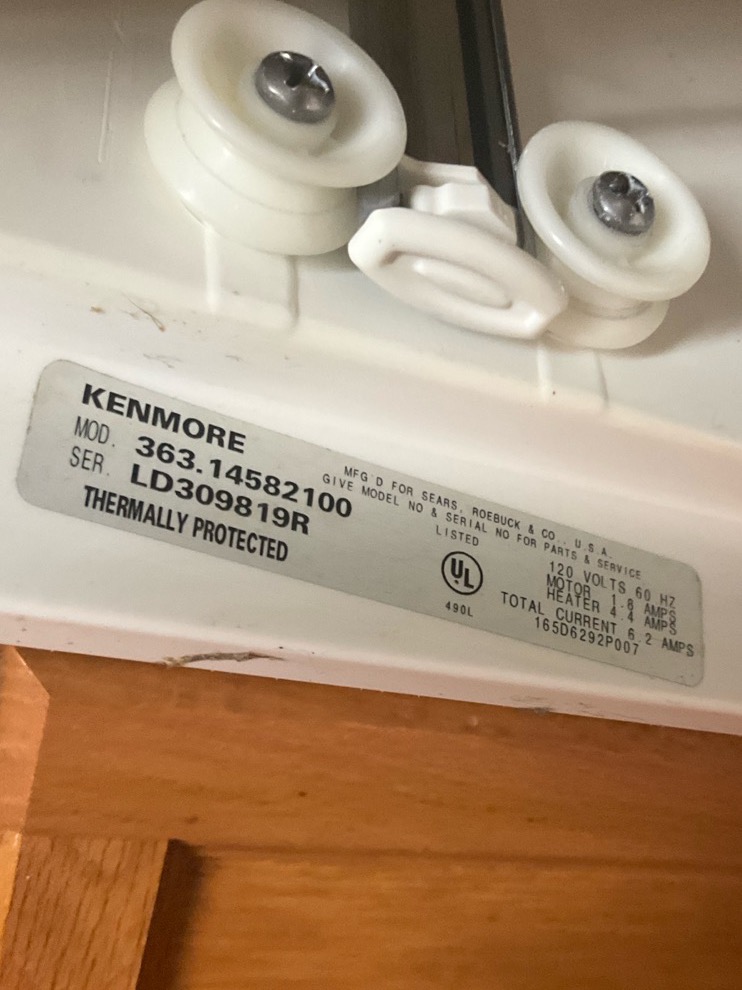 KENMORE
MOD. 363.14582100
SER. LD309819R
THERMALLY PROTECTED
MFG'D FOR SEARS, ROEBUCK & CO., U.S.A.
GIVE MODEL NO & SERIAL NO FOR PARTS & SERVICE
LISTED
UL
490L
120 VOLTS 60 HZ
MOTOR 1.8 AMPS
HEATER 4.4 AMPS
TOTAL CURRENT 6.2 AMPS
165D6292P007